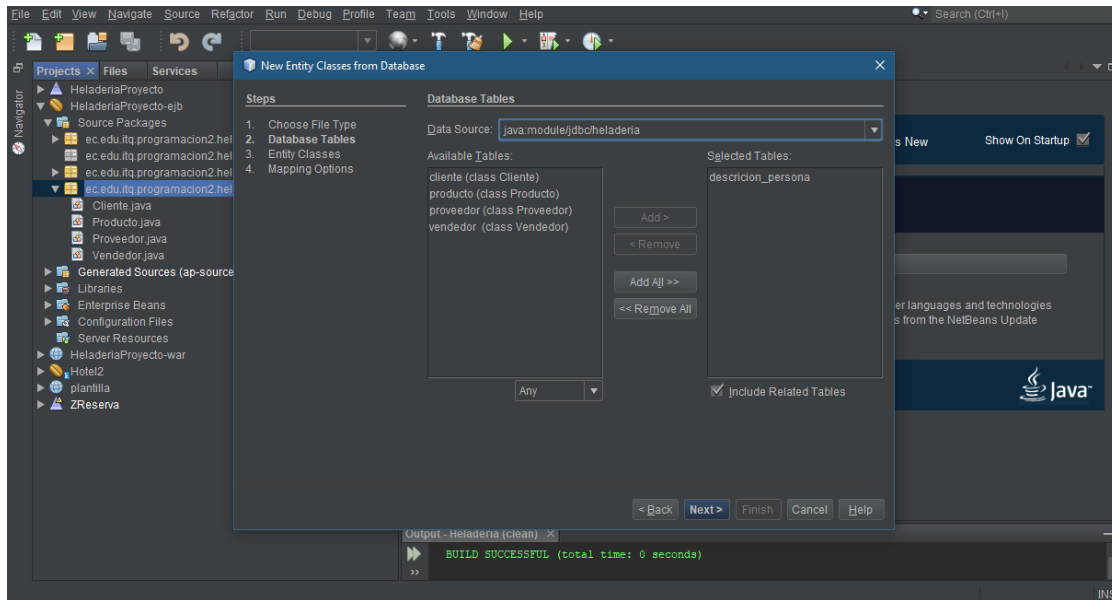 File Edit View Navigate Source Refactor Run Debug Profile Team Tools Window Help
Search (Ctrl+I)
Projects × Files Services
Navigator
HeladeriaProyecto
HeladeriaProyecto-ejb
Source Packages
ec.edu.itq.programacion2.hel
ec.edu.itq.programacion2.hel
ec.edu.itq.programacion2.hel
ec.edu.itq.programacion2.hel
Cliente.java
Producto.java
Proveedor.java
Vendedor.java
Generated Sources (ap-source
Libraries
Enterprise Beans
Configuration Files
Server Resources
HeladeriaProyecto-war
Hotel2
plantilla
ZReserva
New Entity Classes from Database
Steps
1. Choose File Type
2. Database Tables
3. Entity Classes
4. Mapping Options
Database Tables
Data Source: java:module/jdbc/heladeria
Available Tables:
cliente (class Cliente)
producto (class Producto)
proveedor (class Proveedor)
vendedor (class Vendedor)
Any
Add >
< Remove
Add All >>
<< Remove All
Selected Tables:
descricion_persona
Include Related Tables
< Back Next > Finish Cancel Help
s New
Show On Startup
er languages and technologies
s from the NetBeans Update
Java
Output - Heladeria (clean) ×
BUILD SUCCESSFUL (total time: 0 seconds)
INS